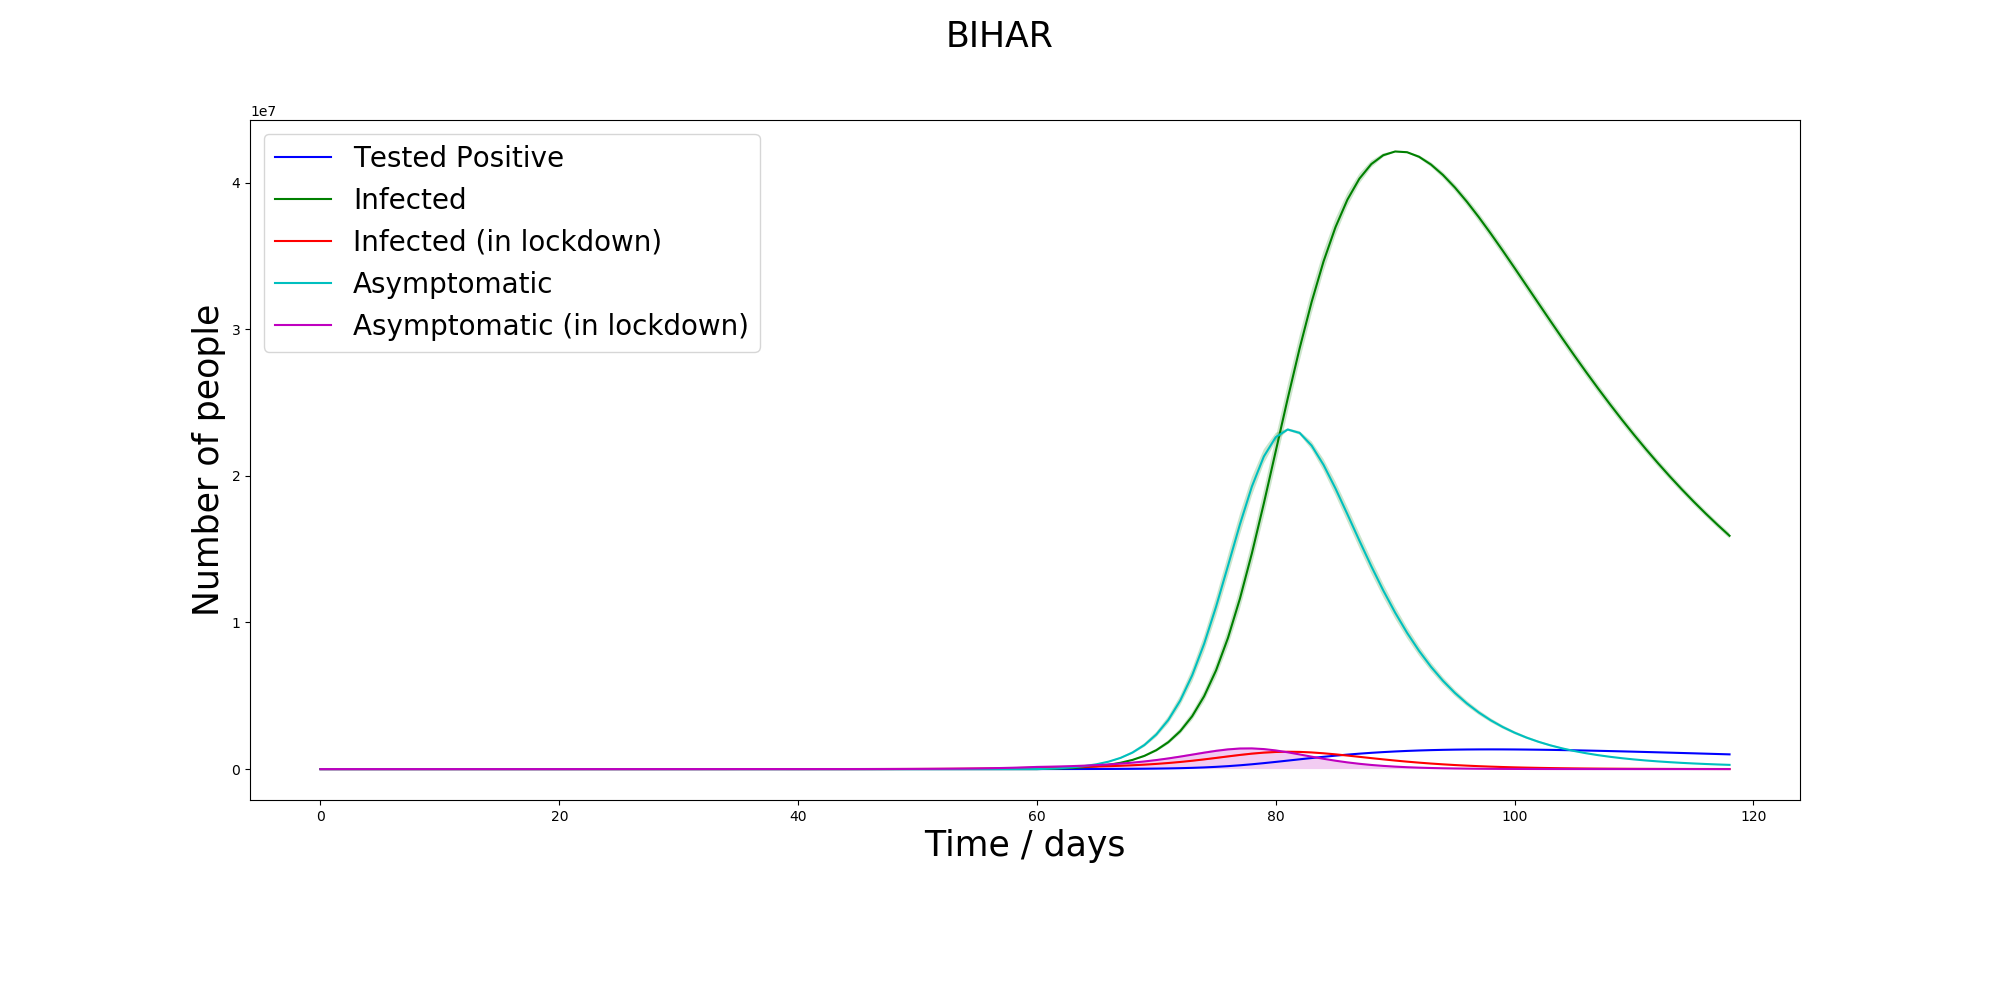 BIHAR
1e7
Tested Positive
Infected
Infected (in lockdown)
Asymptomatic
Asymptomatic (in lockdown)
Number of people
4
3
2
1
0
0 20 40 60 80 100 120
Time / days